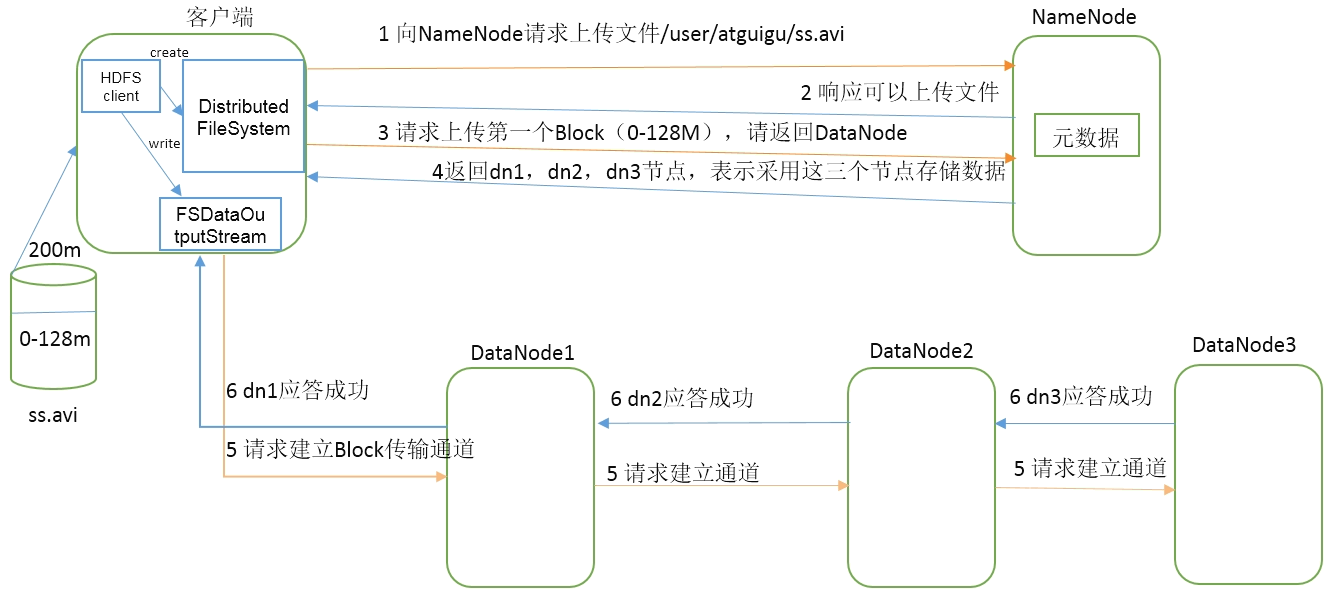 客户端
NameNode
1 向NameNode请求上传文件/user/atguigu/ss.avi
create
HDFS
client
Distributed
FileSystem
2 响应可以上传文件
元数据
write
3 请求上传第一个Block（0-128M），请返回DataNode
4返回dn1，dn2，dn3节点，表示采用这三个节点存储数据
FSDataOu
tputStream
200m
0-128m
ss.avi
DataNode1
DataNode2
DataNode3
6 dn1应答成功
6 dn2应答成功
6 dn3应答成功
5 请求建立Block传输通道
5 请求建立通道
5 请求建立通道